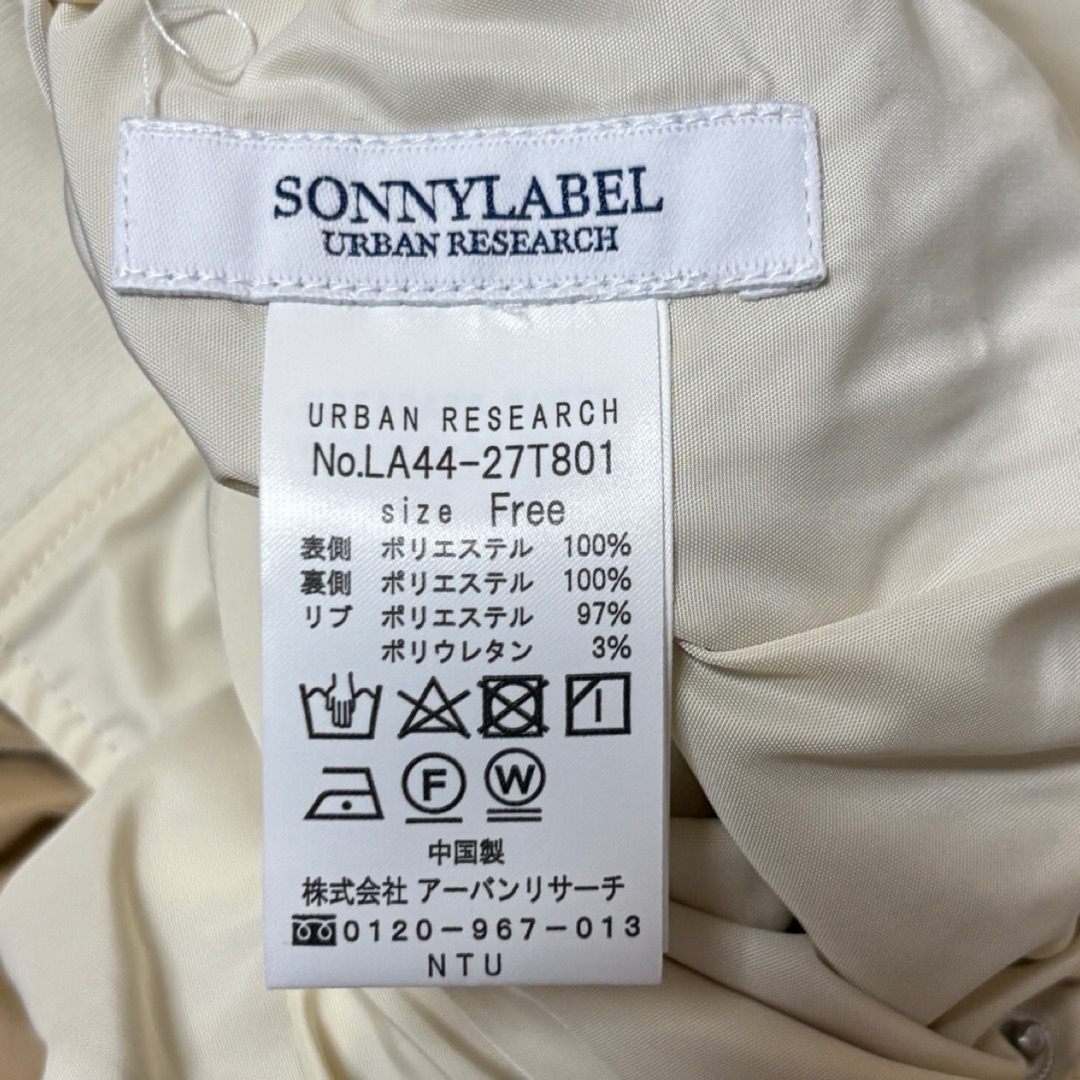 SONNYLABEL
URBAN RESEARCH
URBAN RESEARCH
No.LA44-27T801
size Free
表側 ポリエステル 100%
裏側 ポリエステル 100%
リブ ポリエステル 97%
ポリウレタン 3%
F W
中国製
株式会社 アーバンリサーチ
0120-967-013
NTU